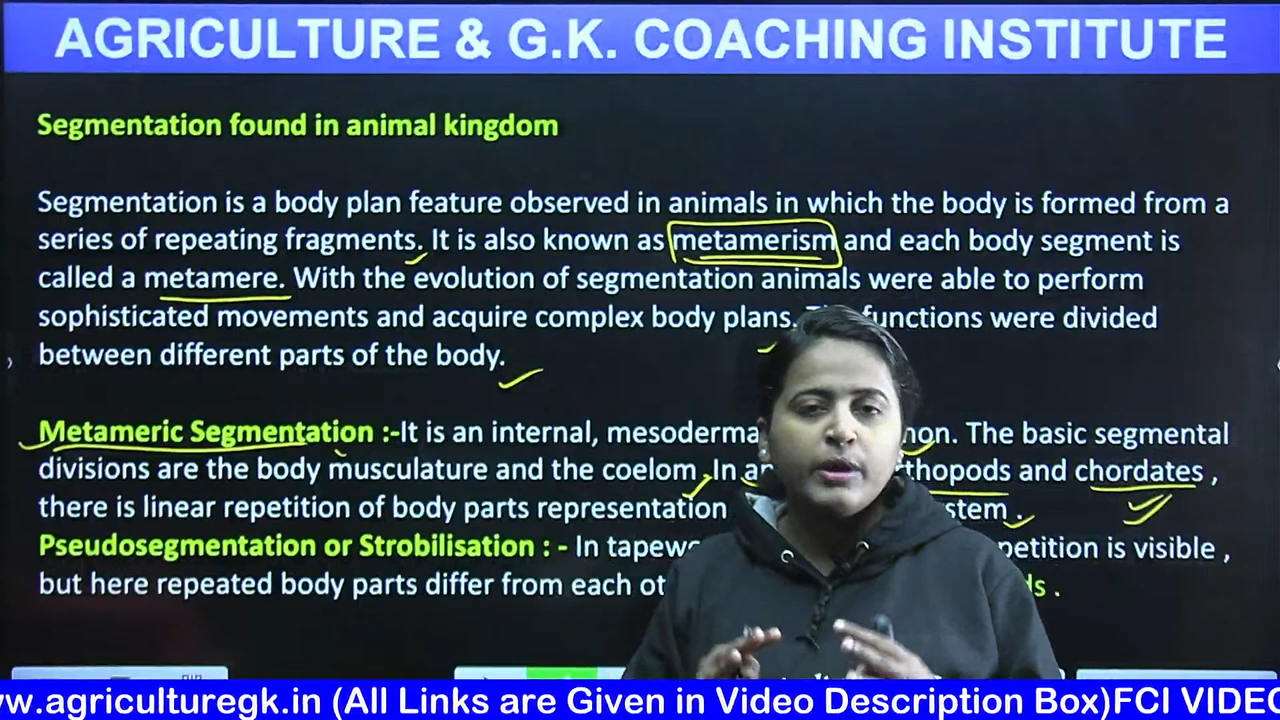 AGRICULTURE & G.K. COACHING INSTITUTE
Segmentation found in animal kingdom
Segmentation is a body plan feature observed in animals in which the body is formed from a
series of repeating fragments. It is also known as metamerism and each body segment is
called a metamere. With the evolution of segmentation animals were able to perform
sophisticated movements and acquire complex body plans. functions were divided
between different parts of the body.
Metameric Segmentation :-It is an internal, mesoderma non. The basic segmental
divisions are the body musculature and the coelom .In an thopods and chordates ,
there is linear repetition of body parts representation stem .
Pseudosegmentation or Strobilisation : - In tapewo petition is visible ,
but here repeated body parts differ from each ot ds .
ww.agriculturegk.in (All Links are Given in Video Description Box)FCI VIDEO